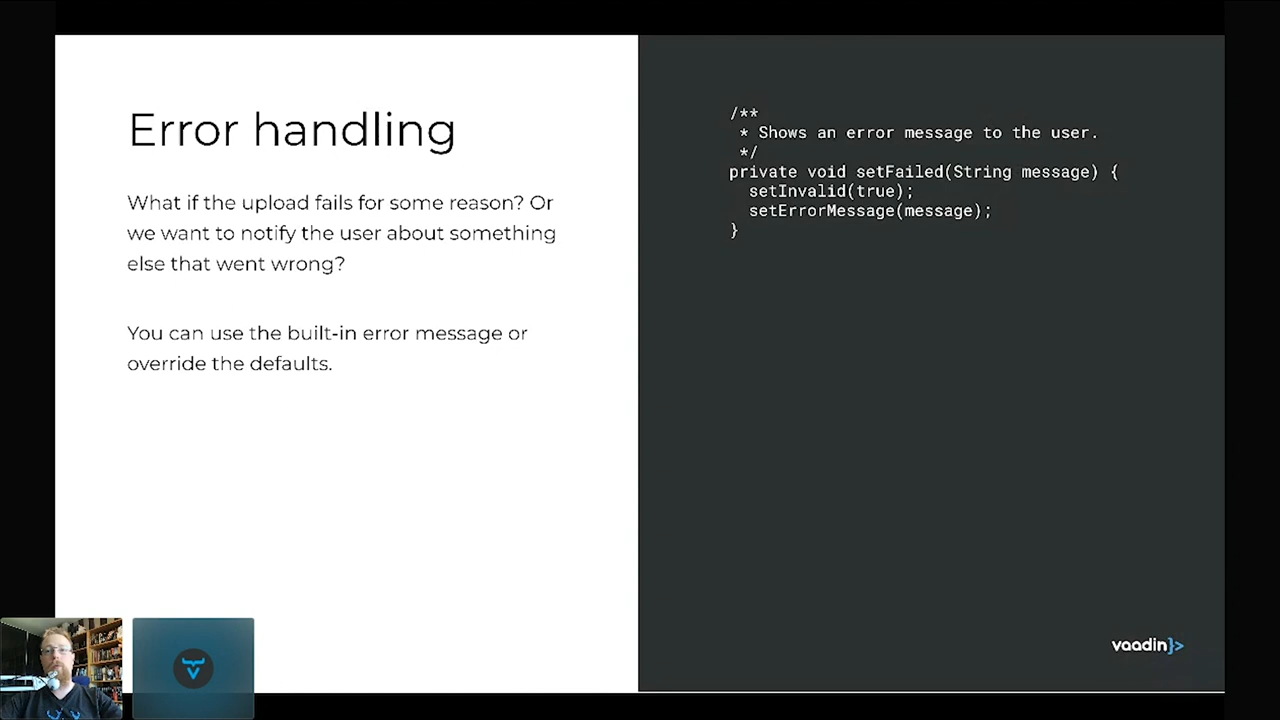 Error handling
What if the upload fails for some reason? Or
we want to notify the user about something
else that went wrong?
You can use the built-in error message or
override the defaults.
/**
 * Shows an error message to the user.
 */
private void setFailed(String message) {
  setInvalid(true);
  setErrorMessage(message);
}
vaadin}>